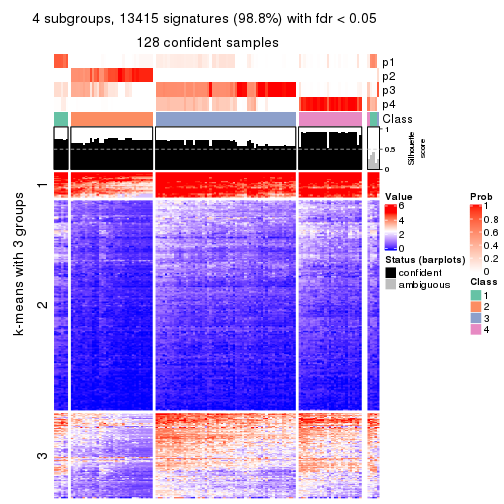 4 subgroups, 13415 signatures (98.8%) with fdr < 0.05
128 confident samples
p1
p2
p3
p4
Class
1
0.5
0
Silhouette
score
k-means with 3 groups
1
2
3
Value
6
4
2
0
Status (barplots)
confident
ambiguous
Prob
1
0.8
0.6
0.4
0.2
0
Class
1
2
3
4